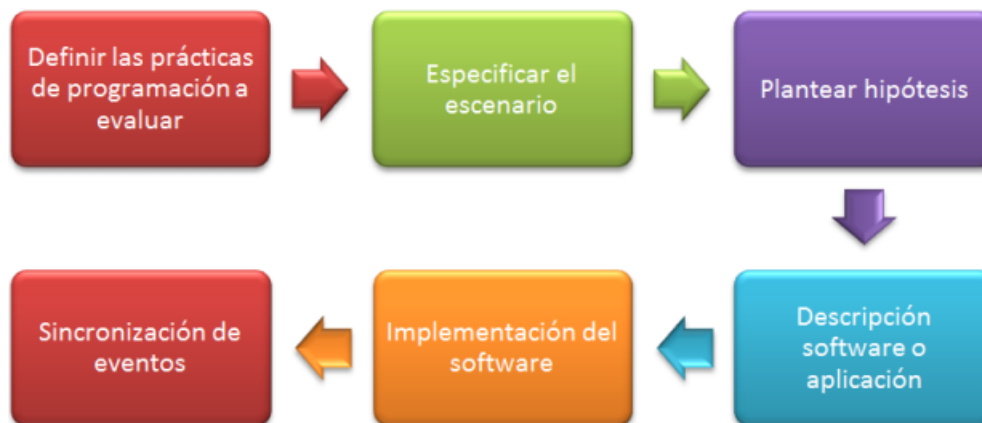 Definir las prácticas
de programación a
evaluar
Especificar el
escenario
Plantear hipótesis
Descripción
software o
aplicación
Implementación del
software
Sincronización de
eventos